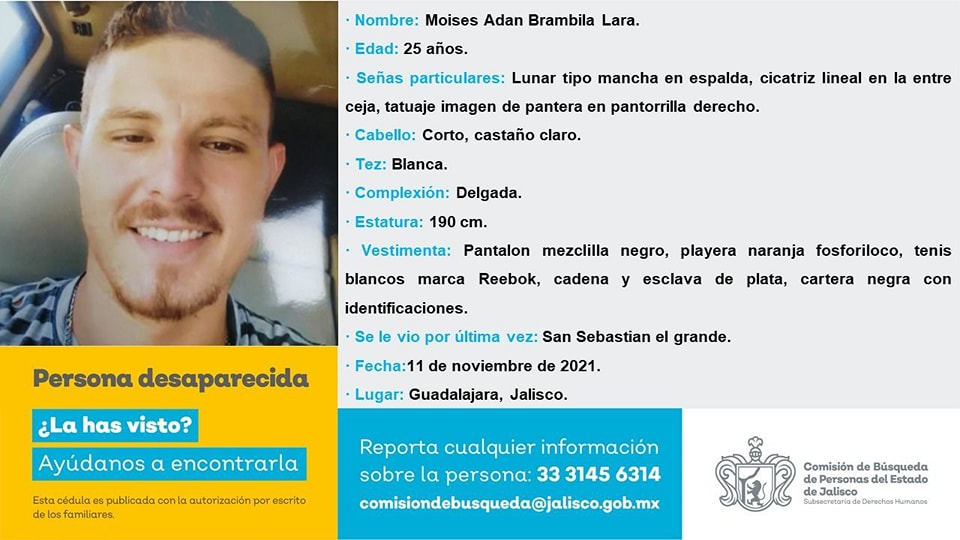 · Nombre: Moises Adan Brambila Lara.
· Edad: 25 años.
· Señas particulares: Lunar tipo mancha en espalda, cicatriz lineal en la entre
ceja, tatuaje imagen de pantera en pantorrilla derecho.
· Cabello: Corto, castaño claro.
· Tez: Blanca.
· Complexión: Delgada.
· Estatura: 190 cm.
· Vestimenta: Pantalon mezclilla negro, playera naranja fosforiloco, tenis
blancos marca Reebok, cadena y esclava de plata, cartera negra con
identificaciones.
· Se le vio por última vez: San Sebastian el grande.
· Fecha:11 de noviembre de 2021.
· Lugar: Guadalajara, Jalisco.
Persona desaparecida
¿La has visto?
Ayúdanos a encontrarla
Esta cédula es publicada con la autorización por escrito
de los familiares.
Reporta cualquier información
sobre la persona: 33 3145 6314
comisiondebusqueda@jalisco.gob.mx
Comisión de Búsqueda
de Personas del Estado
de Jalisco
Subsecretaría de Derechos Humanos